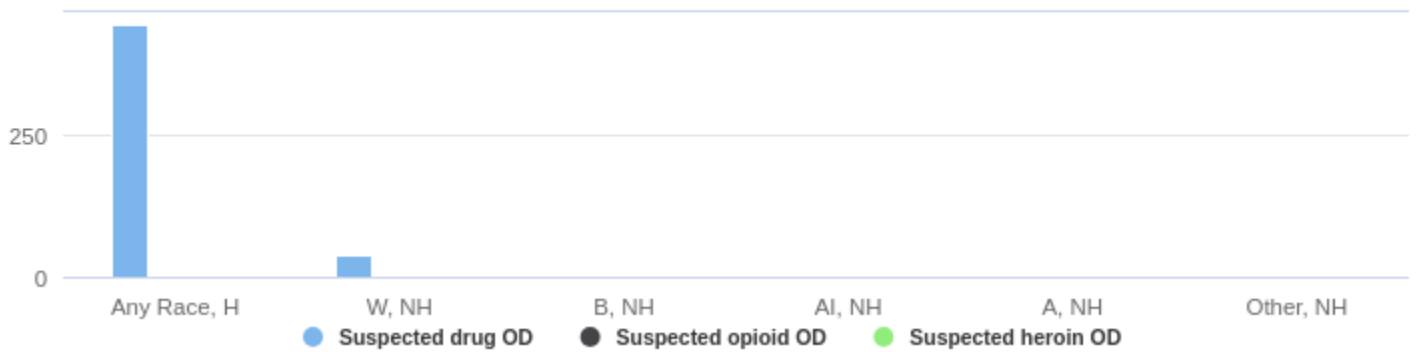 250
0
Any Race, H W, NH B, NH AI, NH A, NH Other, NH
Suspected drug OD Suspected opioid OD Suspected heroin OD